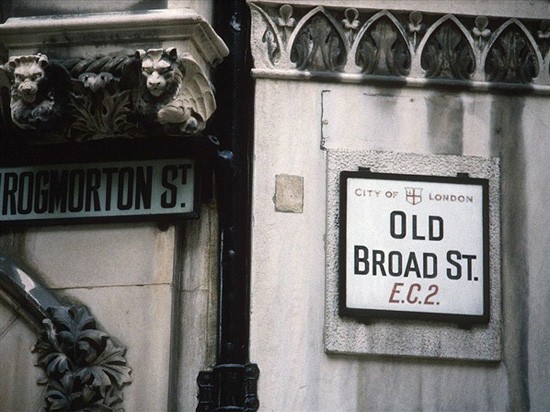 ROGMORTON ST
CITY OF LONDON
OLD
BROAD ST.
E.C.2.